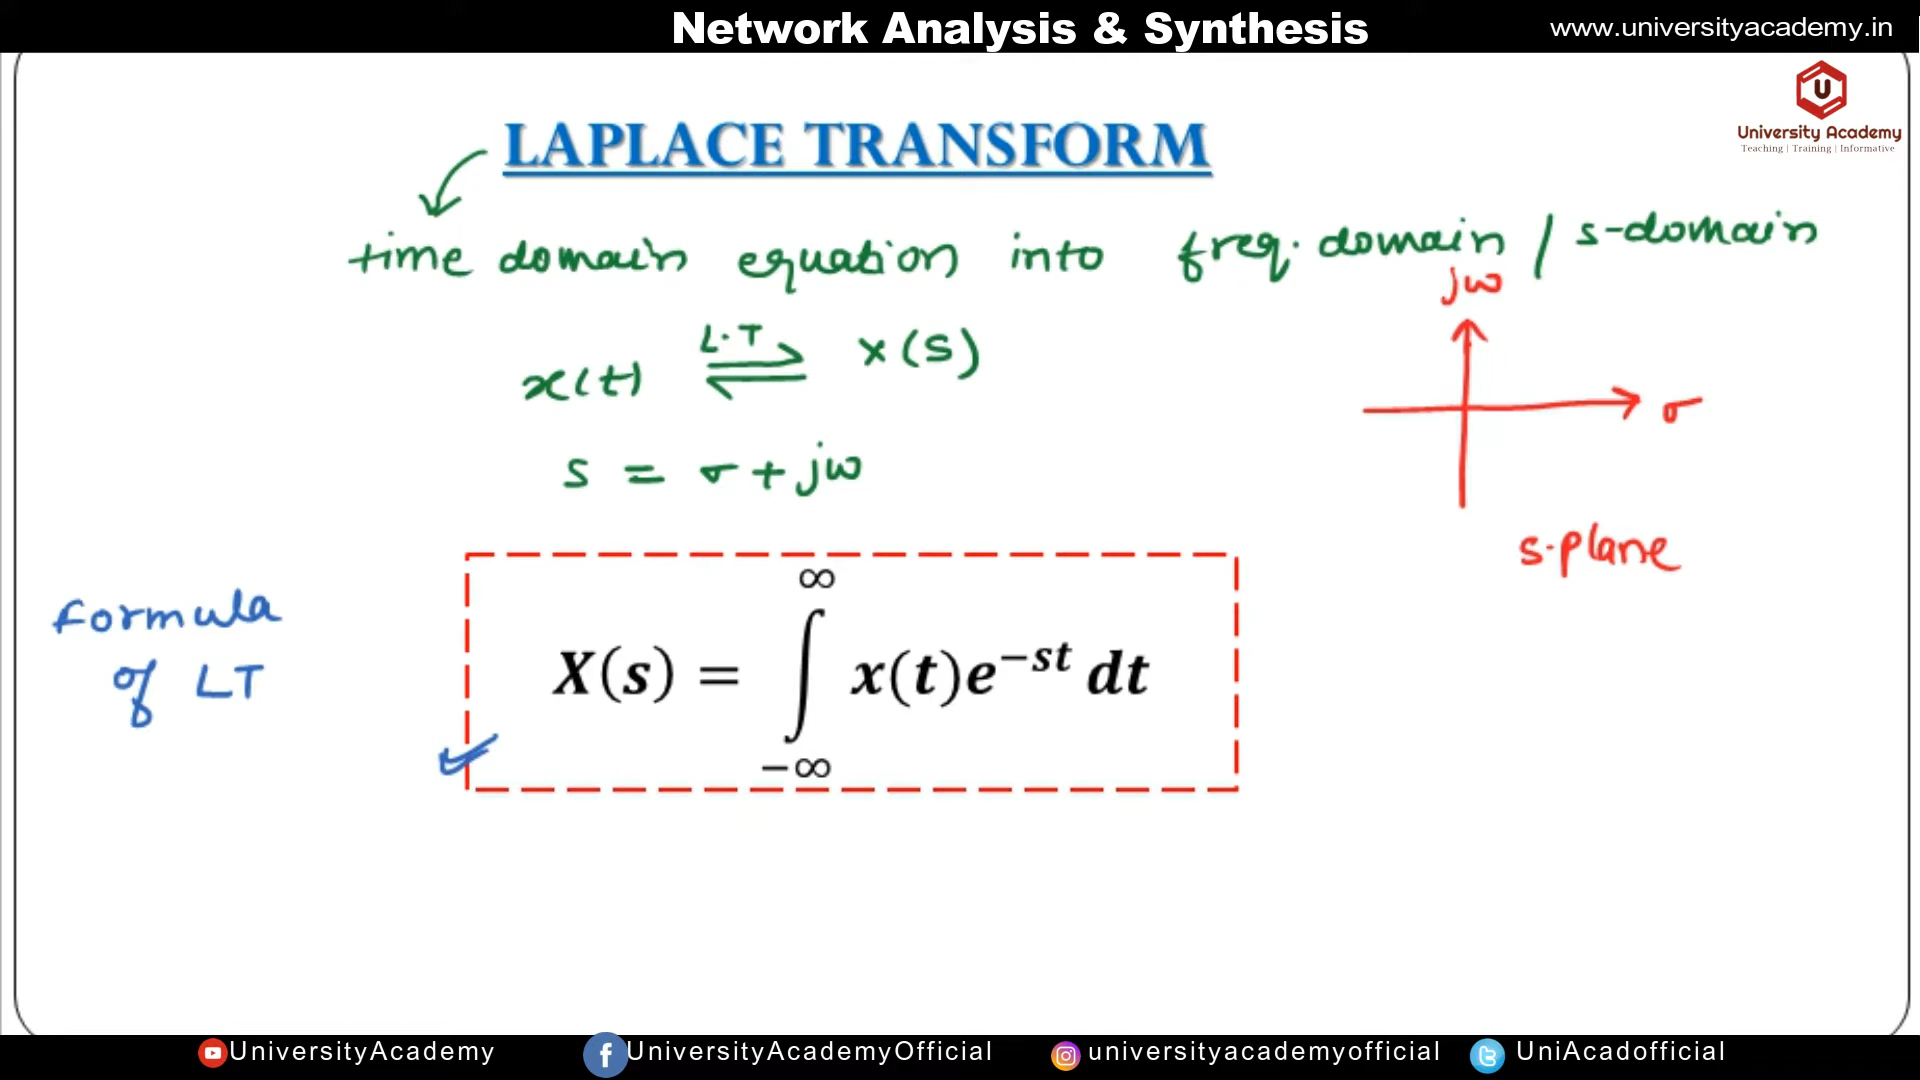 Network Analysis & Synthesis
www.universityacademy.in
U
University Academy
Teaching | Training | Informative
LAPLACE TRANSFORM
time domain equation into freq. domain / s-domain
jω
x(t) L.T ⇌ X(S)
σ
s = σ + jω
s-plane
formula
of LT
X(s) = ∫_{-∞}^{∞} x(t)e^{-st} dt
UniversityAcademy
UniversityAcademyOfficial
universityacademyofficial
UniAcadofficial